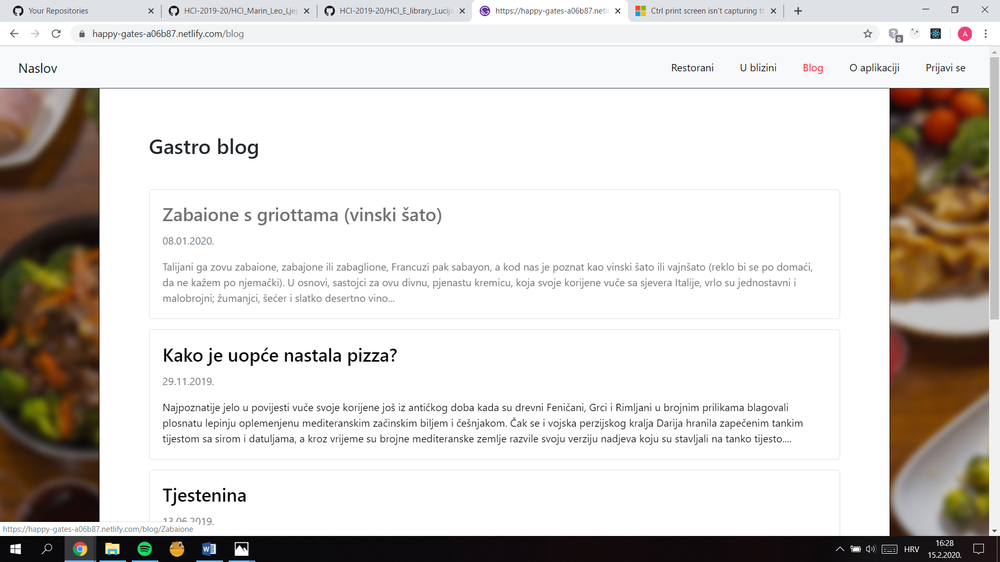 Your Repositories
HCI-2019-20/HCI_Marin_Leo_Ljep
HCI-2019-20/HCI_E_library_Lucija
https://happy-gates-a06b87.netli
Ctrl print screen isn't capturing th
happy-gates-a06b87.netlify.com/blog
0
A
Naslov
Restorani
U blizini
Blog
O aplikaciji
Prijavi se
Gastro blog
Zabaione s griottama (vinski šato)
08.01.2020.
Talijani ga zovu zabaione, zabajone ili zabaglione, Francuzi pak sabayon, a kod nas je poznat kao vinski šato ili vajnšato (reklo bi se po domaći,
da ne kažem po njemački). U osnovi, sastojci za ovu divnu, pjenastu kremicu, koja svoje korijene vuče sa sjevera Italije, vrlo su jednostavni i
malobrojni; žumanjci, šećer i slatko desertno vino...
Kako je uopće nastala pizza?
29.11.2019.
Najpoznatije jelo u povijesti vuče svoje korijene još iz antičkog doba kada su drevni Feničani, Grci i Rimljani u brojnim prilikama blagovali
plosnatu lepinju oplemenjenu mediteranskim začinskim biljem i češnjakom. Čak se i vojska perzijskog kralja Darija hranila zapečenim tankim
tijestom sa sirom i datuljama, a kroz vrijeme su brojne mediteranske zemlje razvile svoju verziju nadjeva koju su stavljali na tanko tijesto....
Tjestenina
13.06.2019.
https://happy-gates-a06b87.netlify.com/blog/Zabaione
HRV
16:28
15.2.2020.